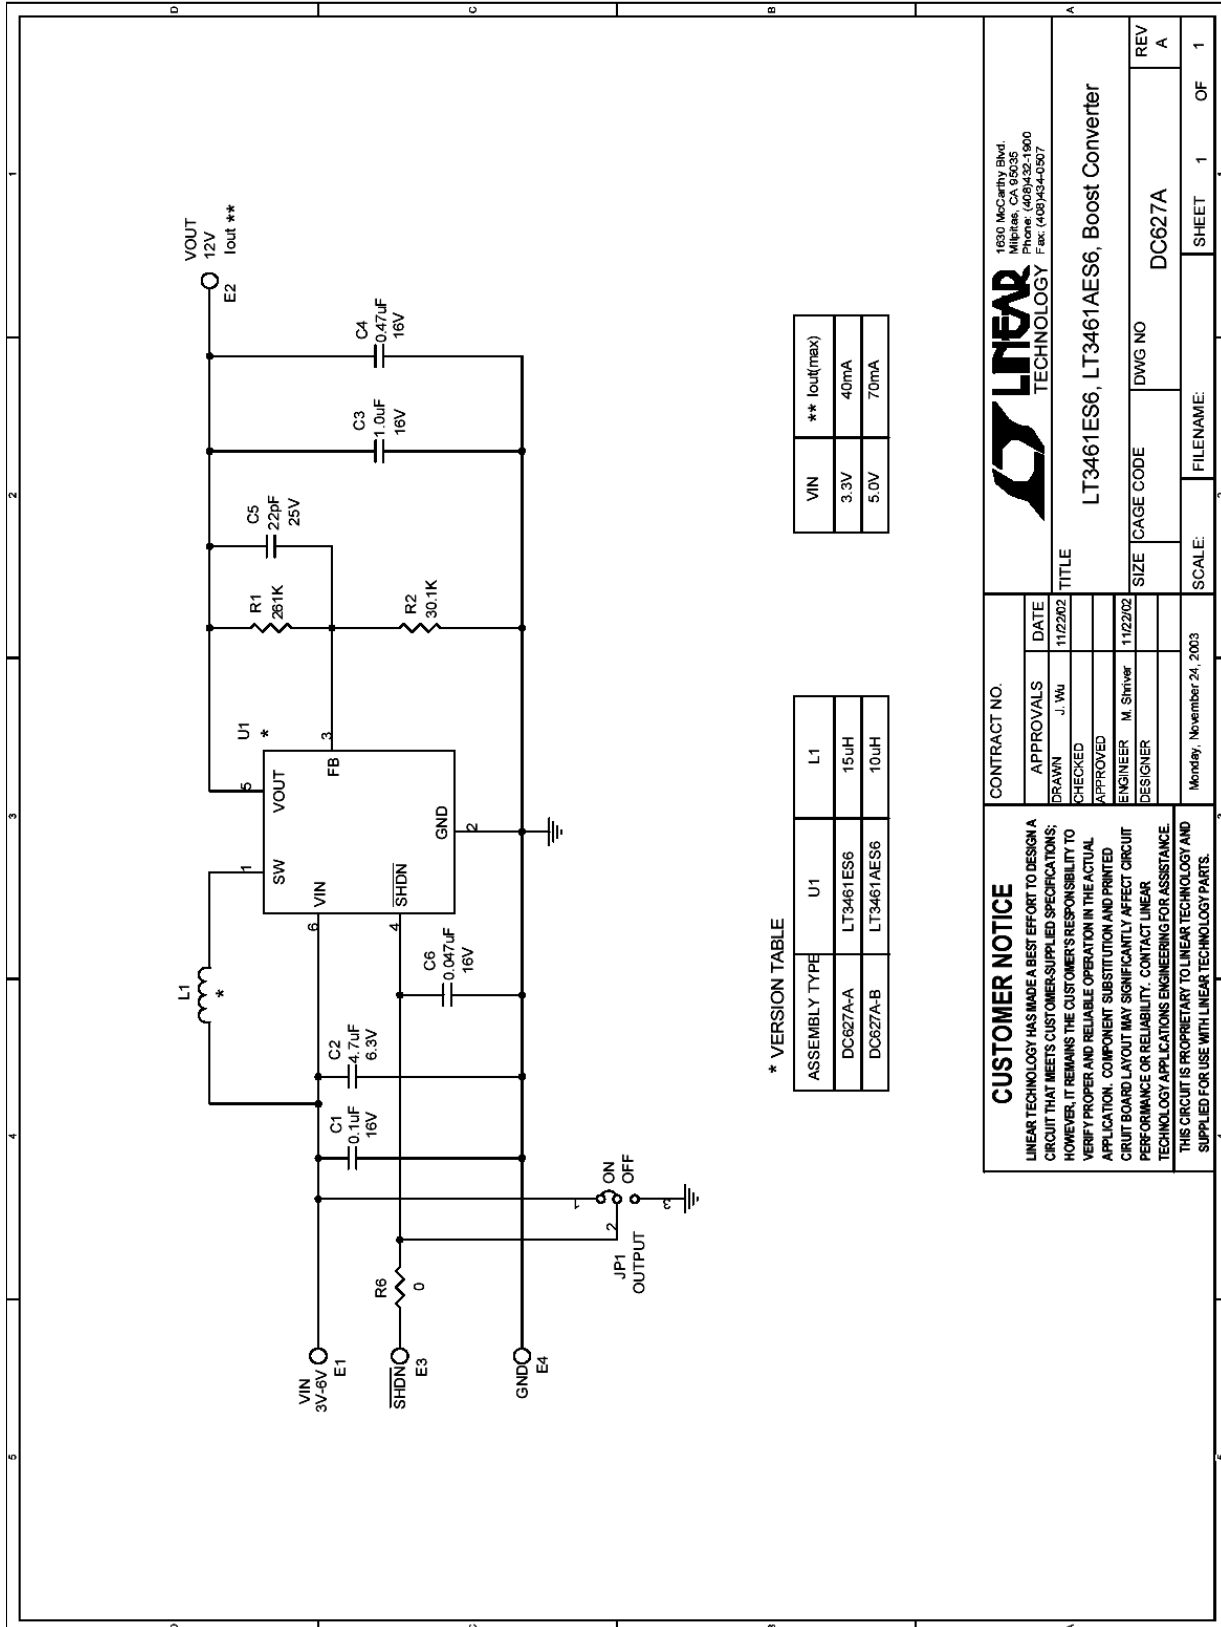 5
4
3
2
1
D
C
B
A
VIN
3V-6V
E1
SHDN
E3
GND
E4
R6
0
JP1
OUTPUT
1
2
3
ON
OFF
C1
0.1uF
16V
C2
4.7uF
6.3V
C6
0.047uF
16V
L1
*
U1
*
SW
1
VOUT
5
VIN
6
SHDN
4
FB
3
GND
2
R1
261K
R2
30.1K
C5
22pF
25V
C3
1.0uF
16V
C4
0.47uF
16V
VOUT
12V
Iout **
E2
* VERSION TABLE
ASSEMBLY TYPE U1 L1
DC627A-A LT3461ES6 15uH
DC627A-B LT3461AES6 10uH
VIN ** Iout(max)
3.3V 40mA
5.0V 70mA
CUSTOMER NOTICE
LINEAR TECHNOLOGY HAS MADE A BEST EFFORT TO DESIGN A
CIRCUIT THAT MEETS CUSTOMER-SUPPLIED SPECIFICATIONS;
HOWEVER, IT REMAINS THE CUSTOMER'S RESPONSIBILITY TO
VERIFY PROPER AND RELIABLE OPERATION IN THE ACTUAL
APPLICATION. COMPONENT SUBSTITUTION AND PRINTED
CIRUIT BOARD LAYOUT MAY SIGNIFICANTLY AFFECT CIRCUIT
PERFORMANCE OR RELIABILITY. CONTACT LINEAR
TECHNOLOGY APPLICATIONS ENGINEERING FOR ASSISTANCE.
THIS CIRCUIT IS PROPRIETARY TO LINEAR TECHNOLOGY AND
SUPPLIED FOR USE WITH LINEAR TECHNOLOGY PARTS.
CONTRACT NO.
APPROVALS DATE
DRAWN J. Wu 11/22/02
CHECKED
APPROVED
ENGINEER M. Shriver 11/22/02
DESIGNER
Monday, November 24, 2003
LINEAR
TECHNOLOGY
1630 McCarthy Blvd.
Milpitas, CA 95035
Phone: (408)432-1900
Fax: (408)434-0507
TITLE
LT3461ES6, LT3461AES6, Boost Converter
SIZE
CAGE CODE
DWG NO
DC627A
REV
A
SCALE:
FILENAME:
SHEET 1 OF 1